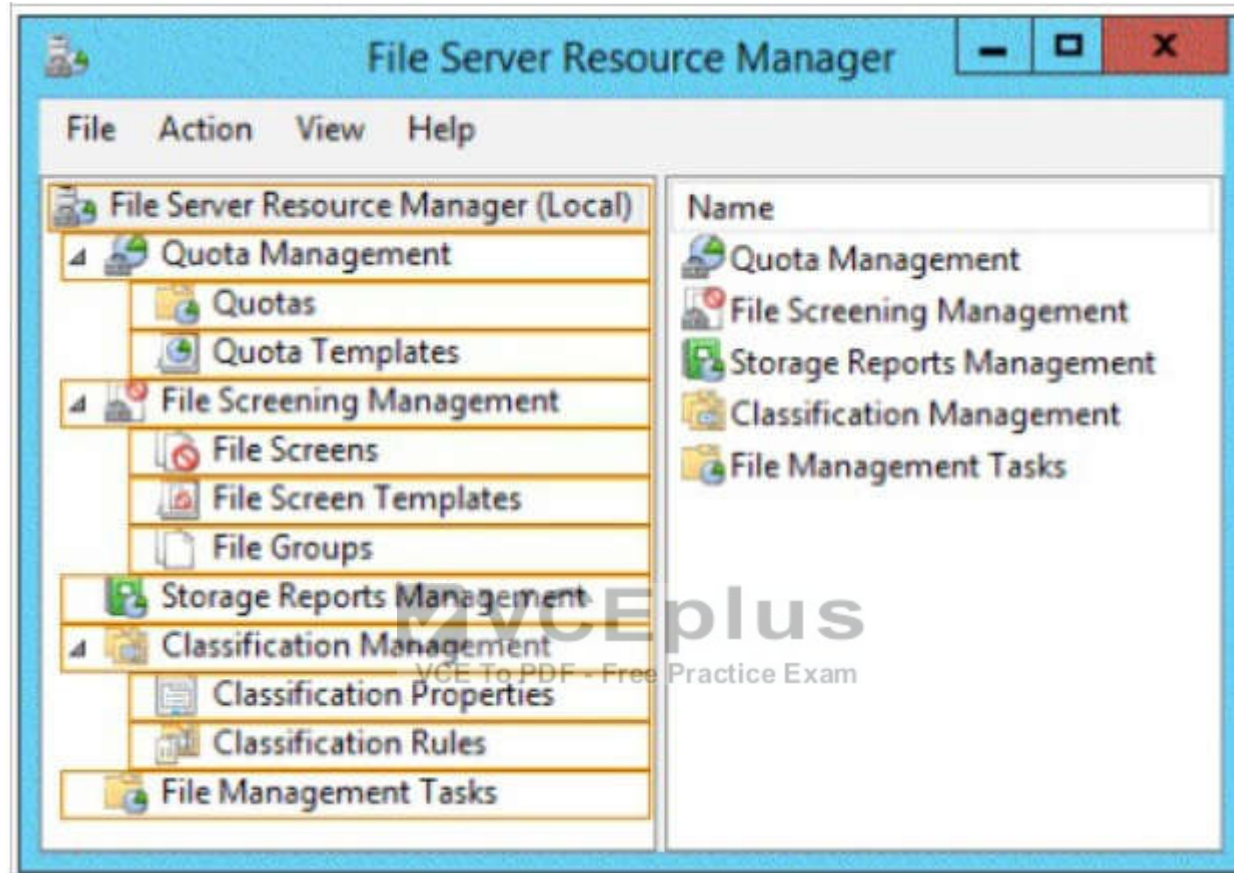 File Server Resource Manager
File Action View Help
File Server Resource Manager (Local)
Quota Management
Quotas
Quota Templates
File Screening Management
File Screens
File Screen Templates
File Groups
Storage Reports Management
Classification Management
Classification Properties
Classification Rules
File Management Tasks
Name
Quota Management
File Screening Management
Storage Reports Management
Classification Management
File Management Tasks
VCEplus
VCE To PDF - Free Practice Exam